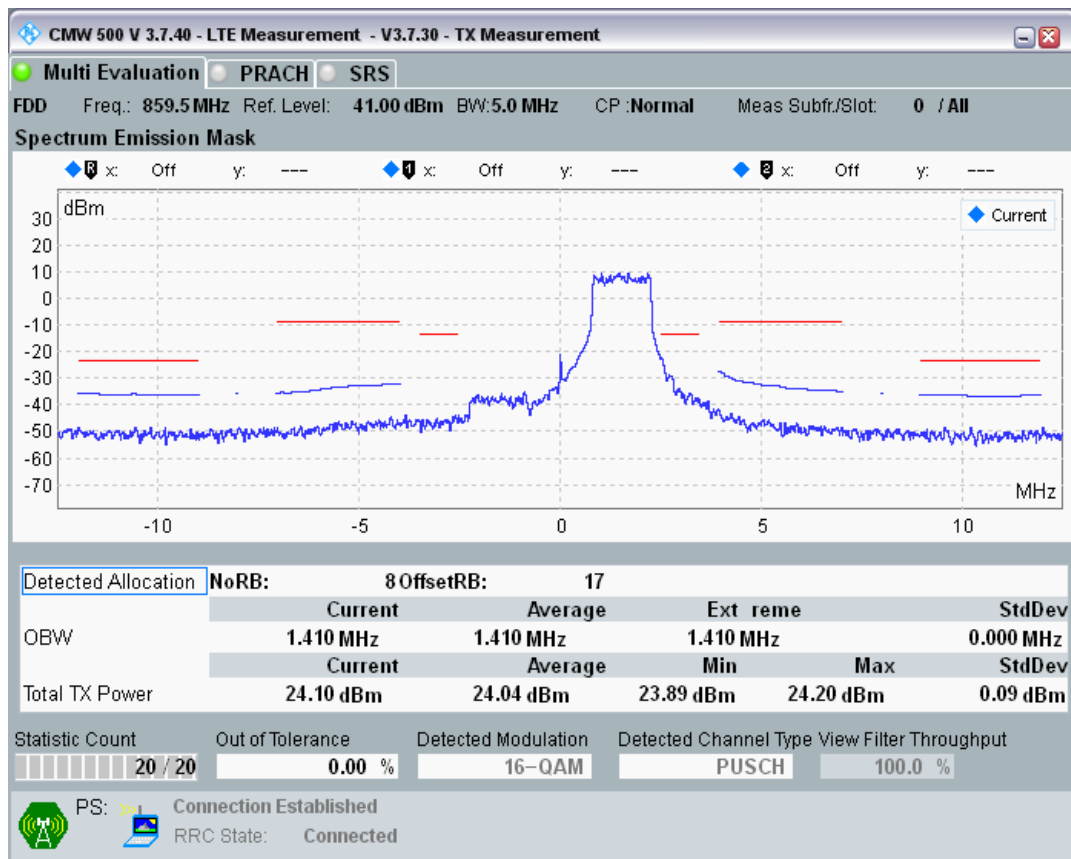 CMW 500 V 3.7.40 - LTE Measurement - V3.7.30 - TX Measurement
Multi Evaluation PRACH SRS
FDD Freq.: 859.5 MHz Ref. Level: 41.00 dBm BW:5.0 MHz CP :Normal Meas Subfr./Slot: 0 / All
Spectrum Emission Mask
R x: Off y: --- 1 x: Off y: --- 2 x: Off y: ---
dBm
Current
30
20
10
0
-10
-20
-30
-40
-50
-60
-70
MHz
-10 -5 0 5 10
Detected Allocation NoRB: 8 OffsetRB: 17
Current Average Ext reme StdDev
OBW 1.410 MHz 1.410 MHz 1.410 MHz 0.000 MHz
Current Average Min Max StdDev
Total TX Power 24.10 dBm 24.04 dBm 23.89 dBm 24.20 dBm 0.09 dBm
Statistic Count Out of Tolerance Detected Modulation Detected Channel Type View Filter Throughput
20 / 20 0.00 % 16-QAM PUSCH 100.0 %
PS: Connection Established
RRC State: Connected